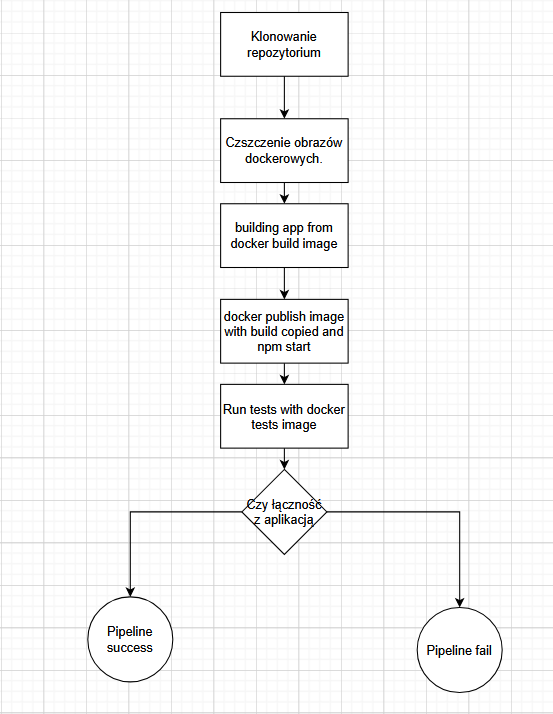 Klonowanie
repozytorium
Czszczenie obrazów
dockerowych.
building app from
docker build image
docker publish image
with build copied and
npm start
Run tests with docker
tests image
Czy łączność
z aplikacją
Pipeline
success
Pipeline fail